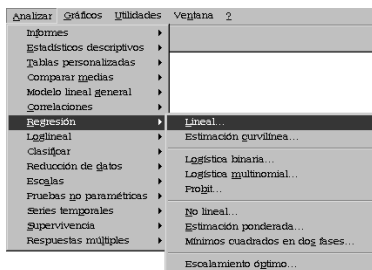 Analizar Gráficos Utilidades Ventana ?
Informes
Estadísticos descriptivos
Tablas personalizadas
Comparar medias
Modelo lineal general
Correlaciones
Regresión
Loglineal
Clasificar
Reducción de datos
Escalas
Pruebas no paramétricas
Series temporales
Supervivencia
Respuestas múltiples
Lineal...
Estimación curvilínea...
Logística binaria...
Logística multinomial...
Probit...
No lineal...
Estimación ponderada...
Mínimos cuadrados en dos fases...
Escalamiento óptimo...